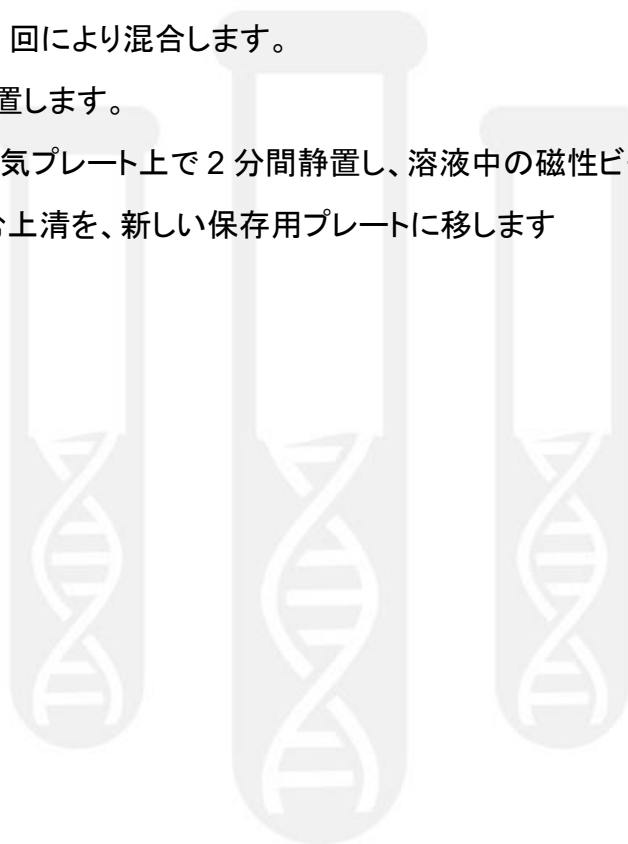 回により混合します。
置します。
気プレート上で 2 分間静置し、溶液中の磁性ビ
上清を、新しい保存用プレートに移します